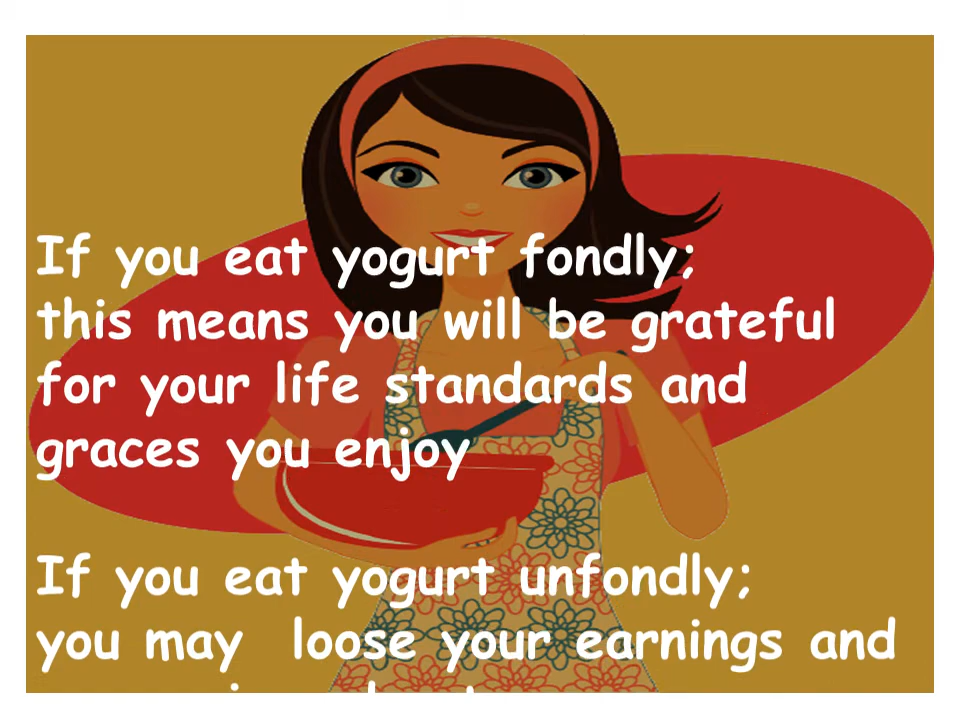 If you eat yogurt fondly;
this means you will be grateful
for your life standards and
graces you enjoy
If you eat yogurt unfondly;
you may loose your earnings and